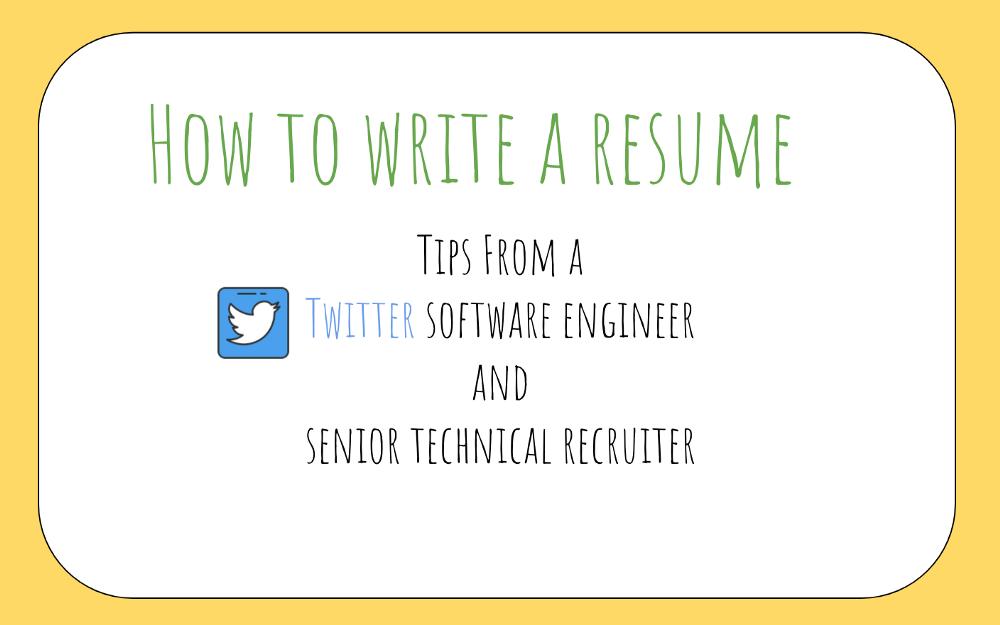 How to write a resume
Tips From a
Twitter software engineer
and
senior technical recruiter